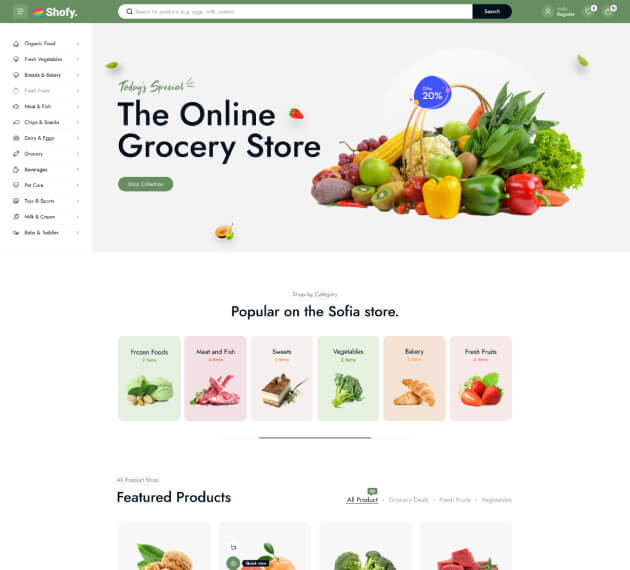 Shofy.
Search for products (e.g. eggs, milk, potato)
Search
Hello,
Register
0
0
Organic Food
Fresh Vegetables
Breads & Bakery
Fresh Fruits
Meat & Fish
Chips & Snacks
Dairy & Eggs
Grocery
Beverages
Pet Care
Toys & Sports
Milk & Cream
Baby & Toddler
Today's Special
The Online
Grocery Store
Shop Collection
Offer
20%
Shop by Category
Popular on the Sofia store.
Frozen Foods
2 items
Meat and Fish
4 items
Sweets
2 items
Vegetables
2 items
Bakery
2 items
Fresh Fruits
4 items
All Product Shop
Featured Products
All Product
Grocery Deals
Fresh Fruits
Vegetables
Quick view